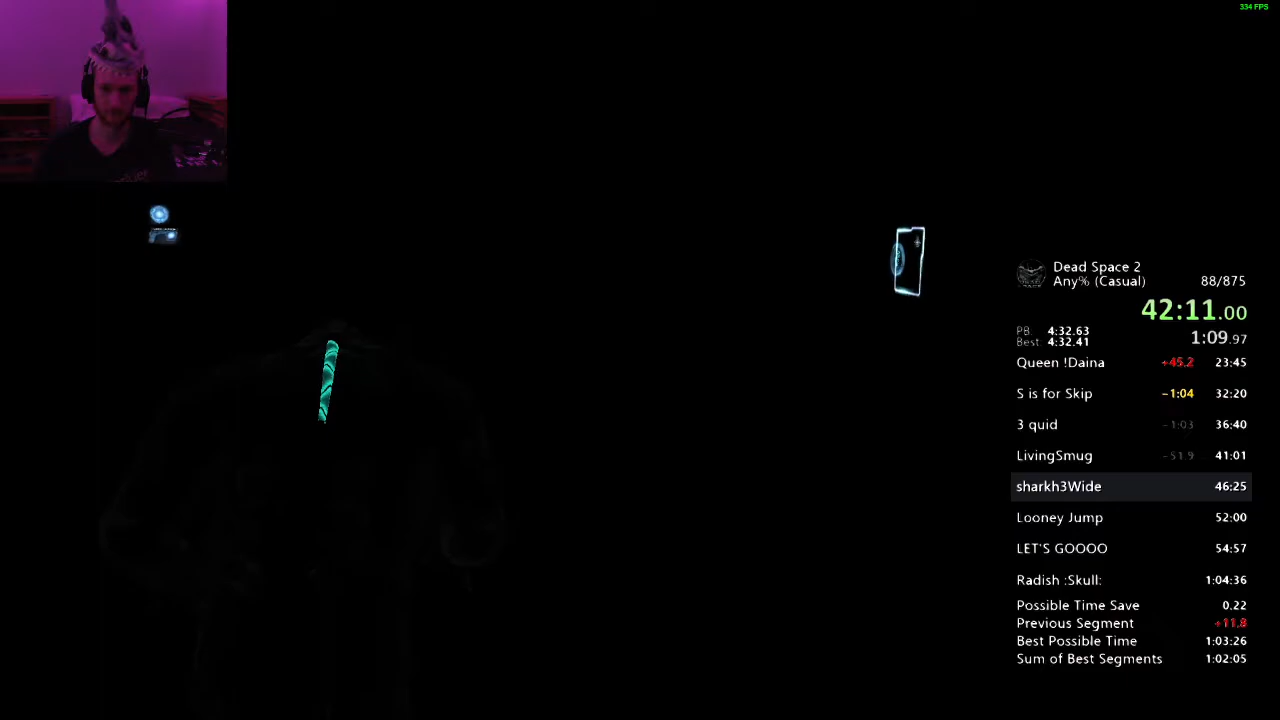 334 FPS
Dead Space 2
Any% (Casual) 88/875
42:11.00
PB: 4:32.63
Best: 4:32.41
1:09.97
Queen !Daina +45.2 23:45
S is for Skip -1:04 32:20
3 quid -1:03 36:40
LivingSmug -51.9 41:01
sharkh3Wide 46:25
Looney Jump 52:00
LET'S GOOOO 54:57
Radish :Skull: 1:04:36
Possible Time Save 0.22
Previous Segment +11.8
Best Possible Time 1:03:26
Sum of Best Segments 1:02:05